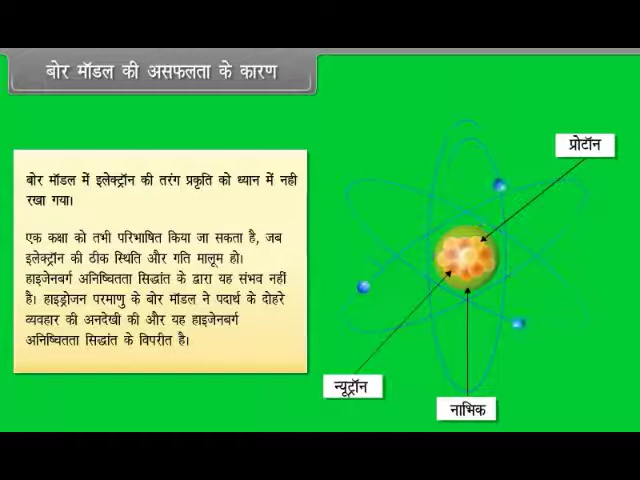 बोर मॉडल की असफलता के कारण
बोर मॉडल में इलेक्ट्रॉन की तरंग प्रकृति को ध्यान में नही
रखा गया।
एक कक्षा को तभी परिभाषित किया जा सकता है, जब
इलेक्ट्रॉन की ठीक स्थिति और गति मालूम हो।
हाइजेनबर्ग अनिष्चितता सिद्धांत के द्वारा यह संभव नहीं
है। हाइड्रोजन परमाणु के बोर मॉडल ने पदार्थ के दोहरे
व्यवहार की अनदेखी की और यह हाइजेनबर्ग
अनिष्चितता सिद्धांत के विपरीत है।
प्रोटॉन
न्यूट्रॉन
नाभिक